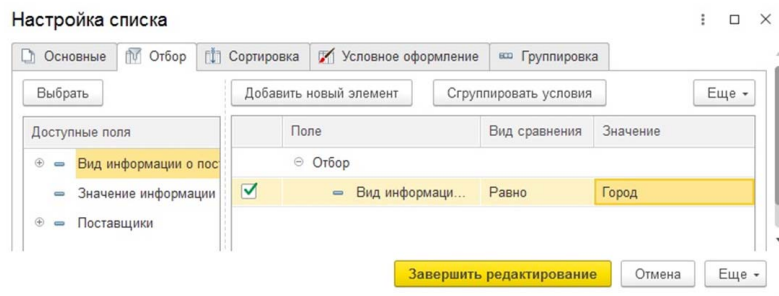 Настройка списка
Основные Отбор Сортировка Условное оформление Группировка
Выбрать Добавить новый элемент Сгруппировать условия Еще
Доступные поля Поле Вид сравнения Значение
Вид информации о пос Отбор
Значение информации Вид информаци... Равно Город
Поставщики
Завершить редактирование Отмена Еще